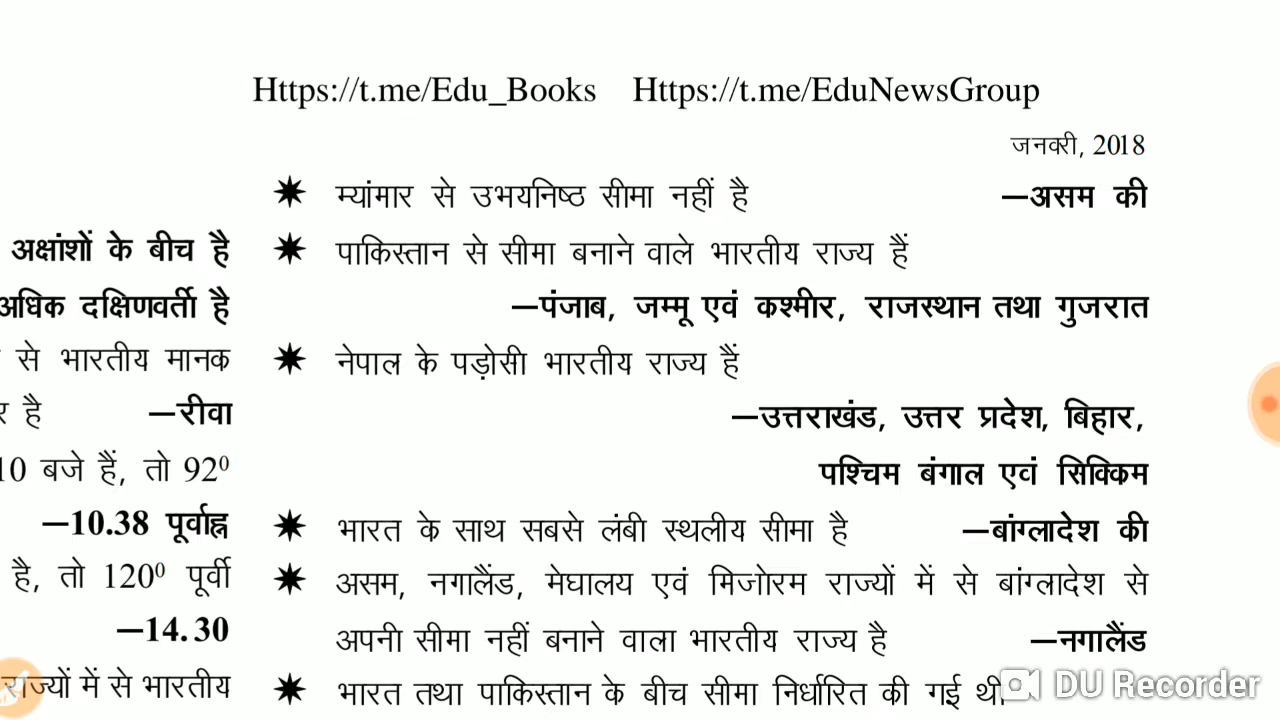 Https://t.me/Edu_Books Https://t.me/EduNewsGroup
जनवरी, 2018
अक्षांशों के बीच है
अधिक दक्षिणवर्ती है
से भारतीय मानक
है —रीवा
10 बजे हैं, तो 92⁰
—10.38 पूर्वाह्न
है, तो 120⁰ पूर्वी
—14.30
राज्यों में से भारतीय
✷ म्यांमार से उभयनिष्ठ सीमा नहीं है —असम की
✷ पाकिस्तान से सीमा बनाने वाले भारतीय राज्य हैं
—पंजाब, जम्मू एवं कश्मीर, राजस्थान तथा गुजरात
✷ नेपाल के पड़ोसी भारतीय राज्य हैं
—उत्तराखंड, उत्तर प्रदेश, बिहार,
पश्चिम बंगाल एवं सिक्किम
✷ भारत के साथ सबसे लंबी स्थलीय सीमा है —बांग्लादेश की
✷ असम, नगालैंड, मेघालय एवं मिजोरम राज्यों में से बांग्लादेश से
अपनी सीमा नहीं बनाने वाला भारतीय राज्य है —नगालैंड
✷ भारत तथा पाकिस्तान के बीच सीमा निर्धारित की गई थी
DU Recorder